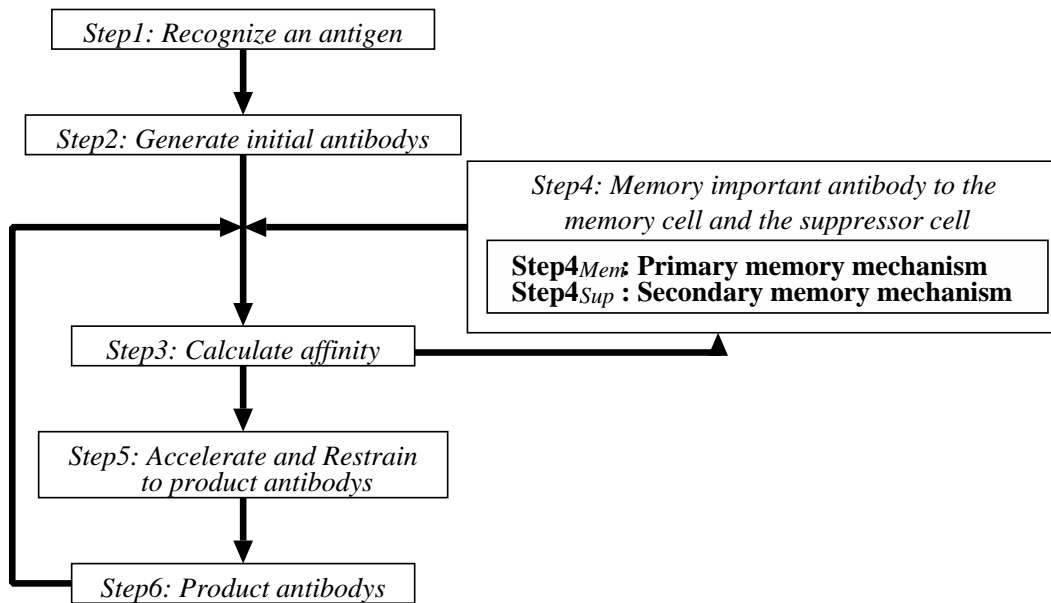 Step1: Recognize an antigen
Step2: Generate initial antibodys
Step4: Memory important antibody to the
memory cell and the suppressor cell
Step4Mem: Primary memory mechanism
Step4Sup : Secondary memory mechanism
Step3: Calculate affinity
Step5: Accelerate and Restrain
to product antibodys
Step6: Product antibodys